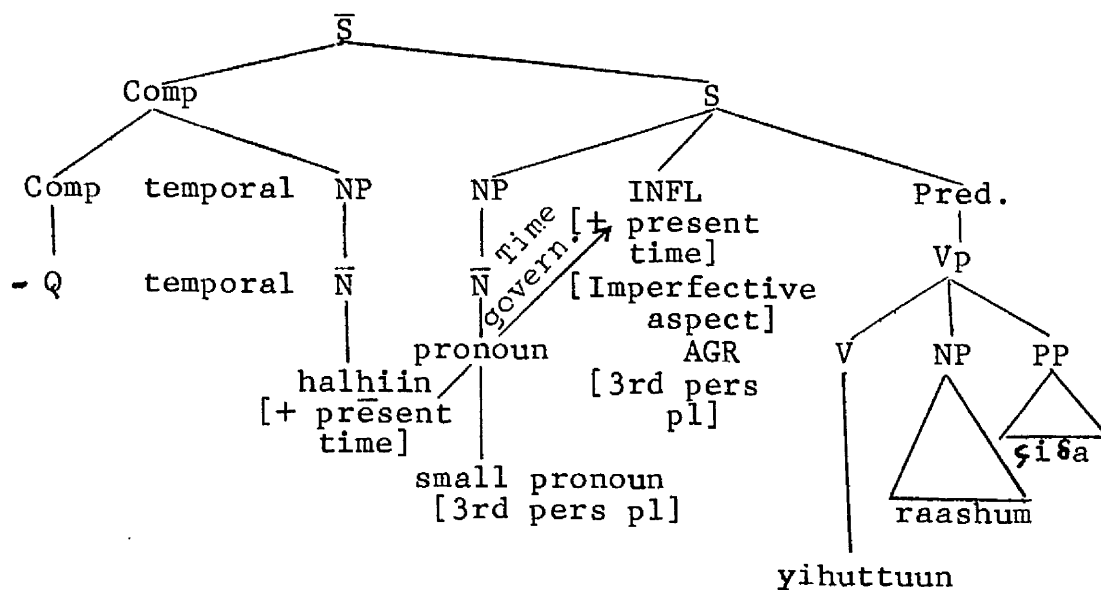 S̄
Comp S
Comp temporal NP NP INFL Pred.
Time govern. [+ present
time]
- Q temporal N̄ N̄ Vp
[Imperfective
aspect]
pronoun AGR V NP PP
halhiin [3rd pers
[+ present pl]
time]
ʕiδa
small pronoun
[3rd pers pl]
raashum
yihuttuun